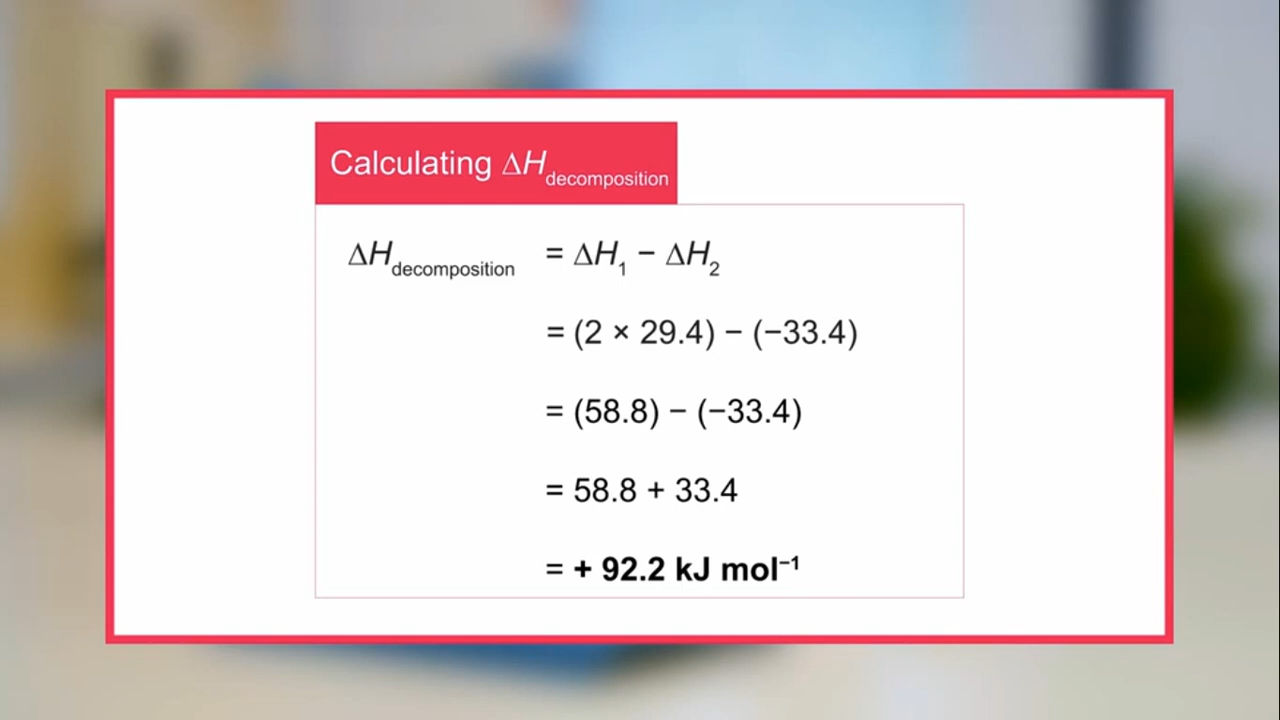 Calculating ΔHdecomposition
ΔHdecomposition = ΔH1 − ΔH2
= (2 × 29.4) − (−33.4)
= (58.8) − (−33.4)
= 58.8 + 33.4
= + 92.2 kJ mol⁻¹